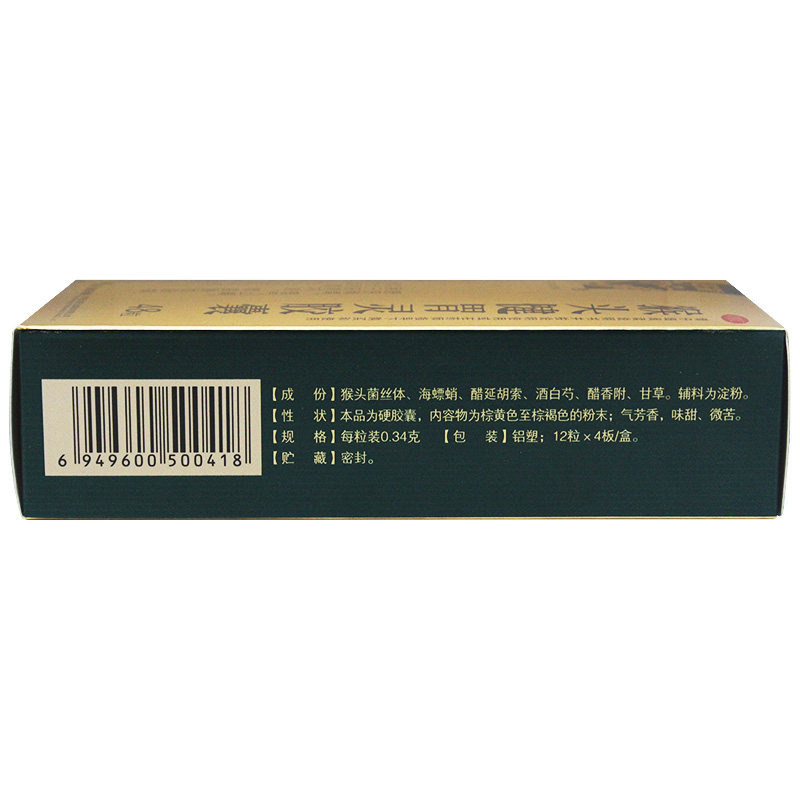 猴头健胃灵胶囊
48粒
【成 份】猴头菌丝体、海螵蛸、醋延胡索、酒白芍、醋香附、甘草。辅料为淀粉。
【性 状】本品为硬胶囊,内容物为棕黄色至棕褐色的粉末;气芳香,味甜、微苦。
【规 格】每粒装0.34克 【包 装】铝塑;12粒×4板/盒。
【贮 藏】密封。
6 949600 500418